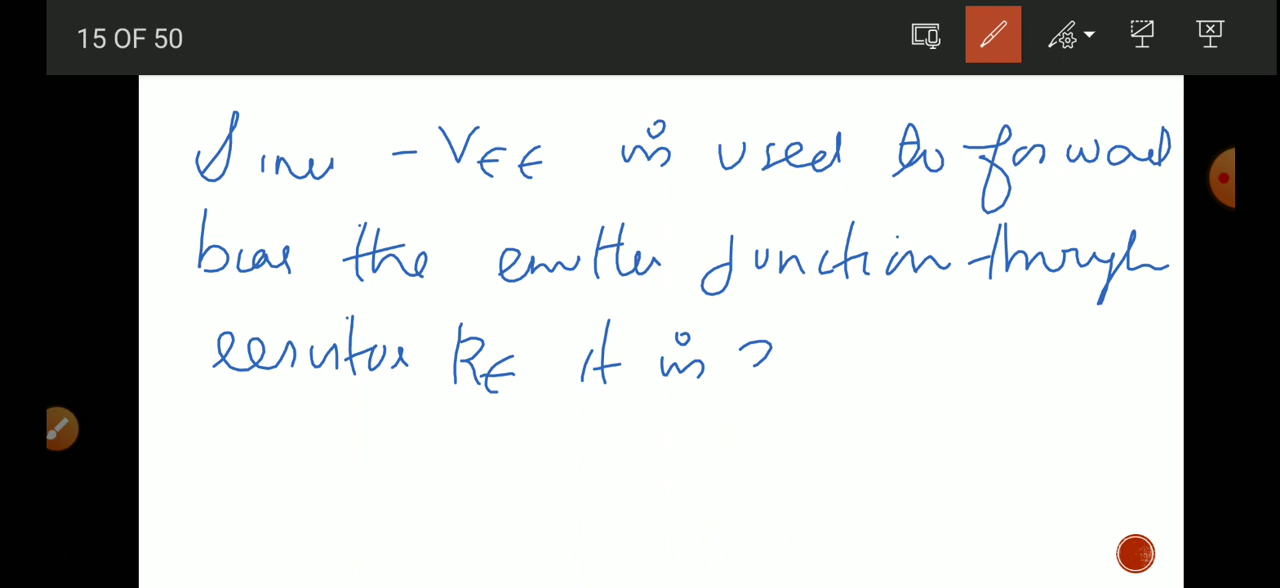 15 OF 50
Since -VEE is used to forward
bias the emitter junction through
resistor RE it is